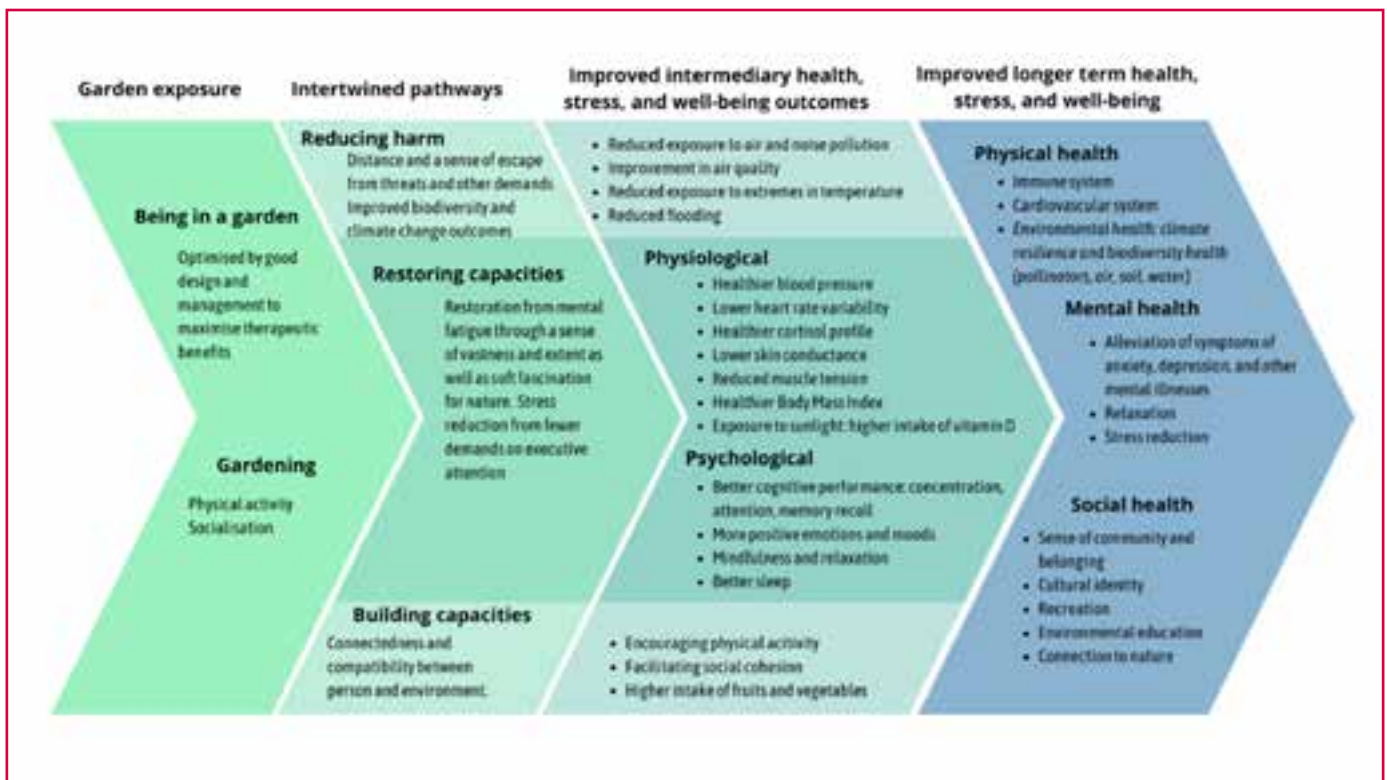 Garden exposure
Intertwined pathways
Improved intermediary health,
stress, and well-being outcomes
Improved longer term health,
stress, and well-being
Being in a garden
Optimised by good
design and
management to
maximise therapeutic
benefits
Gardening
Physical activity
Socialisation
Reducing harm
Distance and a sense of escape
from threats and other demands
Improved biodiversity and
climate change outcomes
Restoring capacities
Restoration from mental
fatigue through a sense
of vastness and extent as
well as soft fascination
for nature. Stress
reduction from fewer
demands on executive
attention
Building capacities
Connectedness and
compatibility between
person and environment.
• Reduced exposure to air and noise pollution
• Improvement in air quality
• Reduced exposure to extremes in temperature
• Reduced flooding
Physiological
• Healthier blood pressure
• Lower heart rate variability
• Healthier cortisol profile
• Lower skin conductance
• Reduced muscle tension
• Healthier Body Mass Index
• Exposure to sunlight: higher intake of vitamin D
Psychological
• Better cognitive performance: concentration,
attention, memory recall
• More positive emotions and moods
• Mindfulness and relaxation
• Better sleep
• Encouraging physical activity
• Facilitating social cohesion
• Higher intake of fruits and vegetables
Physical health
• Immune system
• Cardiovascular system
• Environmental health: climate
resilience and biodiversity health
(pollinators, air, soil, water)
Mental health
• Alleviation of symptoms of
anxiety, depression, and other
mental illnesses
• Relaxation
• Stress reduction
Social health
• Sense of community and
belonging
• Cultural identity
• Recreation
• Environmental education
• Connection to nature